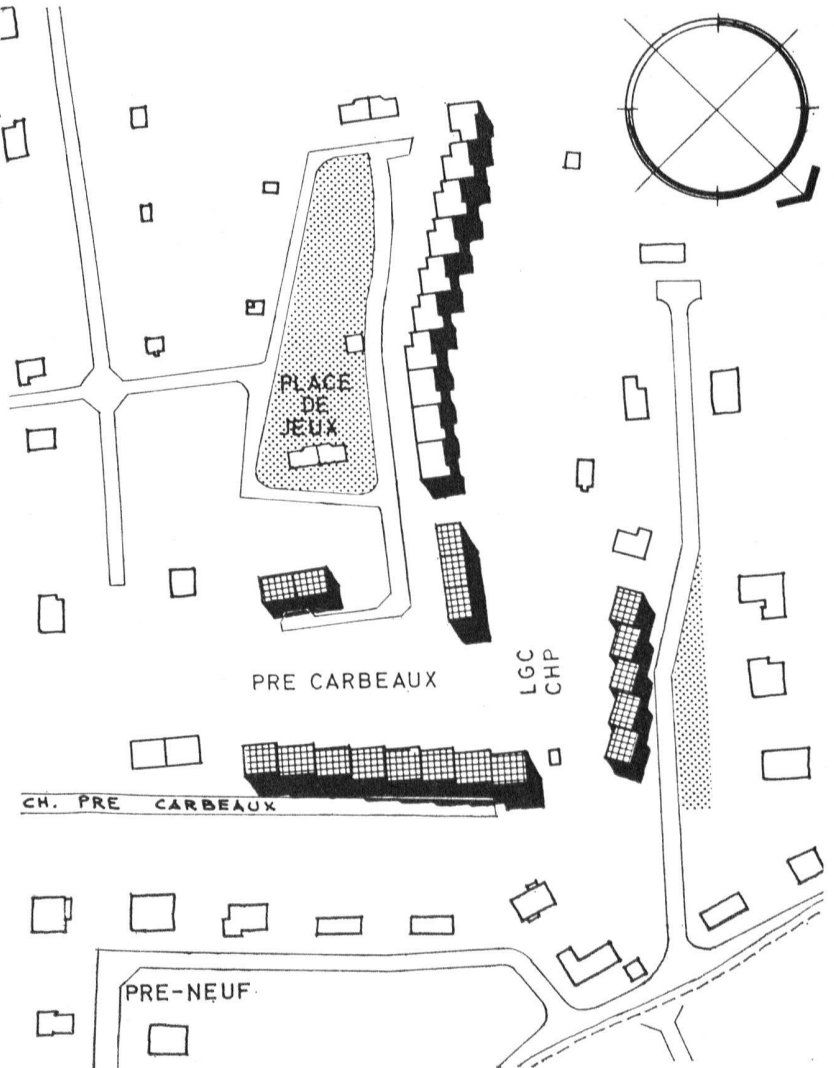 PLACE
DE
JEUX
PRE CARBEAUX
LGC
CHP
CH. PRE CARBEAUX
PRE-NEUF